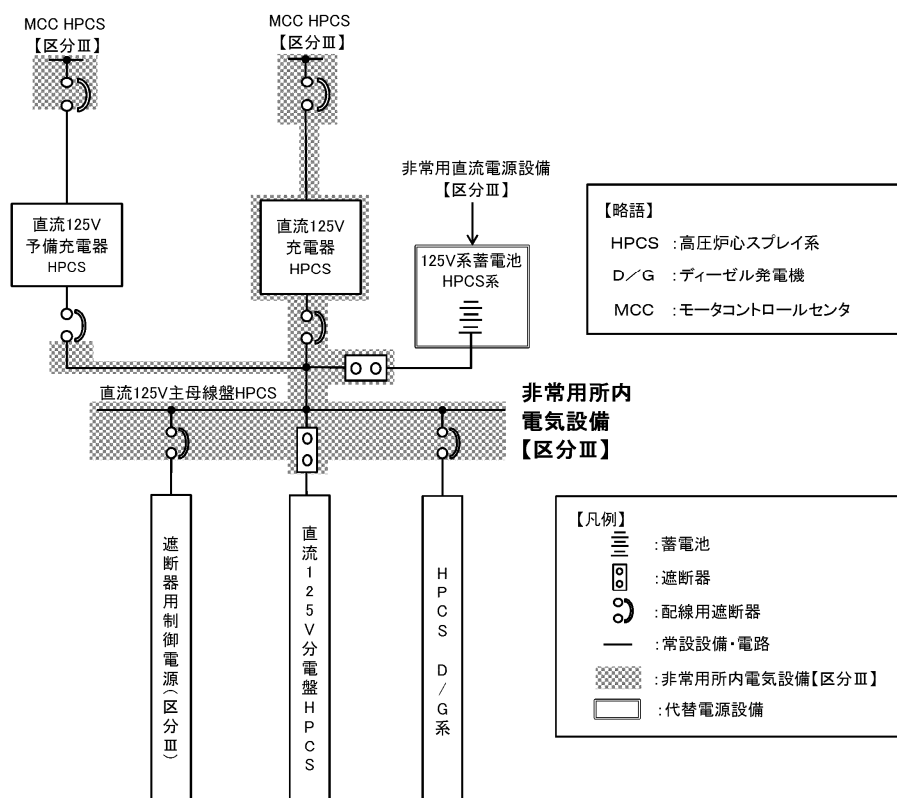 MCC HPCS
【区分Ⅲ】
MCC HPCS
【区分Ⅲ】
直流125V
予備充電器
HPCS
直流125V
充電器
HPCS
非常用直流電源設備
【区分Ⅲ】
125V系蓄電池
HPCS系
【略語】
HPCS :高圧炉心スプレイ系
D/G :ディーゼル発電機
MCC :モータコントロールセンタ
直流125V主母線盤HPCS
非常用所内
電気設備
【区分Ⅲ】
遮断器用制御電源(区分Ⅲ)
直流125V分電盤HPCS
HPCS D/G系
【凡例】
:蓄電池
:遮断器
:配線用遮断器
:常設設備・電路
:非常用所内電気設備【区分Ⅲ】
:代替電源設備